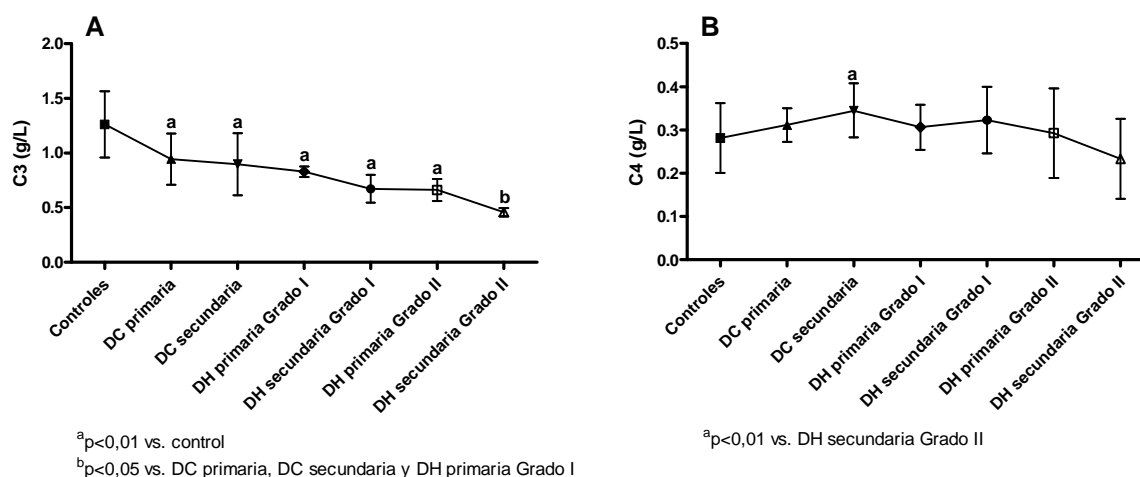 A
2.0
1.5
1.0
0.5
0.0
C3 (g/L)
a
a
a
a
a
b
Controles
DC primaria
DC secundaria
DH primaria Grado I
DH secundaria Grado I
DH primaria Grado II
DH secundaria Grado II
ap<0,01 vs. control
bp<0,05 vs. DC primaria, DC secundaria y DH primaria Grado I
B
0.5
0.4
0.3
0.2
0.1
0.0
C4 (g/L)
a
Controles
DC primaria
DC secundaria
DH primaria Grado I
DH secundaria Grado I
DH primaria Grado II
DH secundaria Grado II
ap<0,01 vs. DH secundaria Grado II